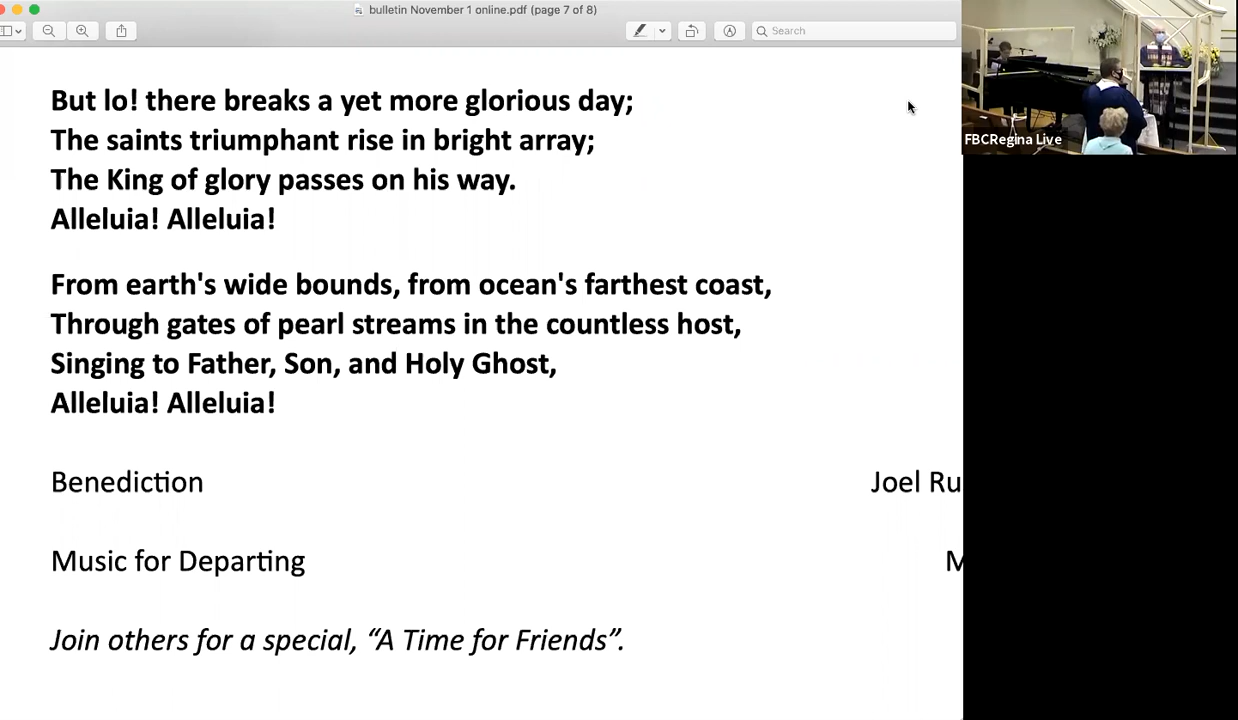 bulletin November 1 online.pdf (page 7 of 8)
Search
But lo! there breaks a yet more glorious day;
The saints triumphant rise in bright array;
The King of glory passes on his way.
Alleluia! Alleluia!
From earth's wide bounds, from ocean's farthest coast,
Through gates of pearl streams in the countless host,
Singing to Father, Son, and Holy Ghost,
Alleluia! Alleluia!
Benediction Joel Ru
Music for Departing M
Join others for a special, “A Time for Friends”.
FBCRegina Live